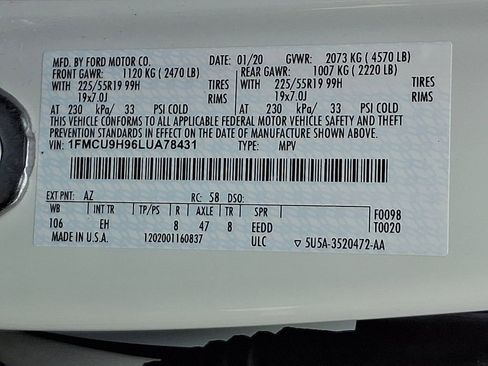 MFD. BY FORD MOTOR CO. 01/20 GVWR: 2073 KG ( 4570 LB)
FRONT GAWR: 1120 KG ( 2470 LB) REAR GAWR: 1007 KG ( 2220 LB)
WITH 225/55R19 99H TIRES WITH 225/55R19 99H TIRES
19x7.0J RIMS 19x7.0J RIMS
AT 230 kPa/ 33 PSI COLD AT 230 kPa/ 33 PSI COLD
THIS VEHICLE CONFORMS TO ALL APPLICABLE FEDERAL MOTOR VEHICLE SAFETY, BUMPER, AND THEFT PREVENTION STANDARDS IN EFFECT ON THE DATE OF MANUFACTURE SHOWN ABOVE.
VIN: 1FMCU9H96LUA78431 TYPE: MPV
EXT PNT: AZ RC: 58 DSO:
WB INT TR TP/PS R AXLE TR SPR F0098
106 EH 8 47 8 EEDD T0020
MADE IN U.S.A. 1202001160837 ULC ▽ 5U5A-3520472-AA